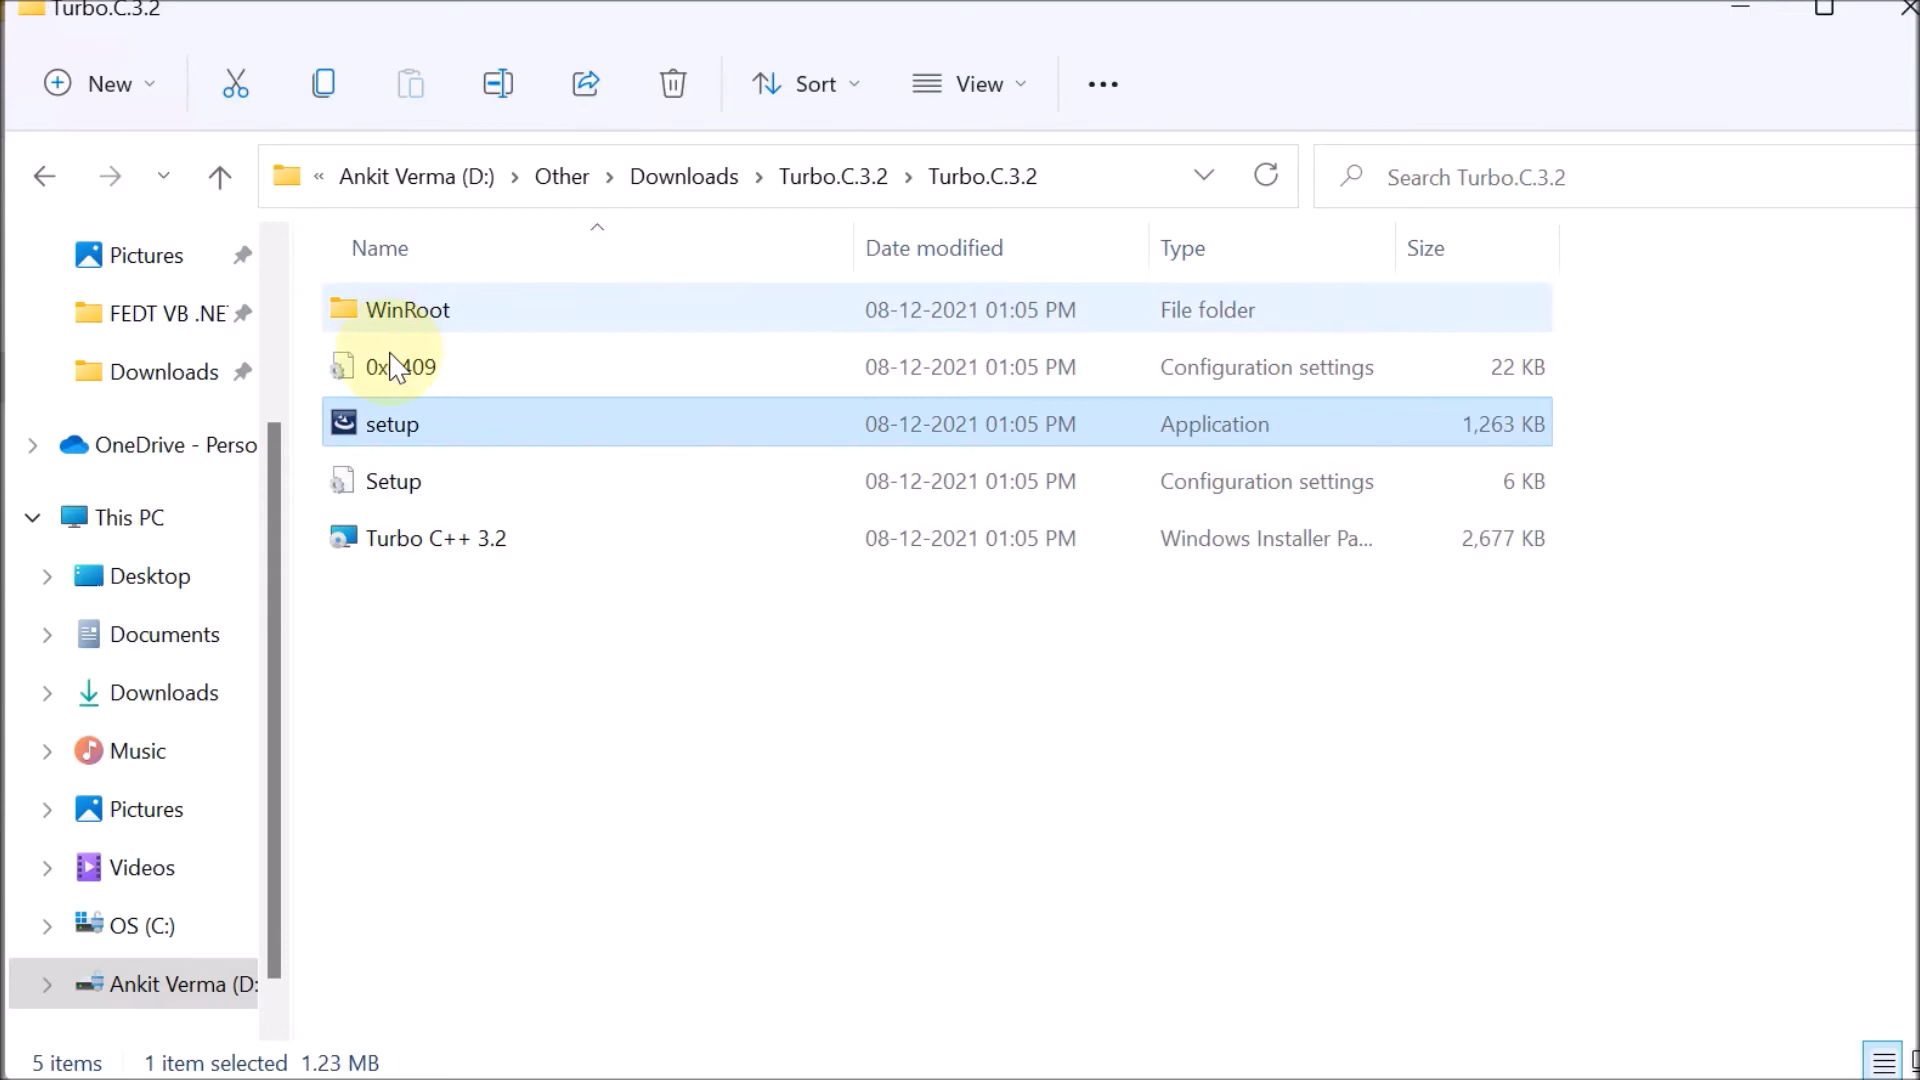 Turbo.C.3.2
New
Sort
View
« Ankit Verma (D:) › Other › Downloads › Turbo.C.3.2 › Turbo.C.3.2
Search Turbo.C.3.2
Name Date modified Type Size
WinRoot 08-12-2021 01:05 PM File folder
08-12-2021 01:05 PM Configuration settings 22 KB
setup 08-12-2021 01:05 PM Application 1,263 KB
Setup 08-12-2021 01:05 PM Configuration settings 6 KB
Turbo C++ 3.2 08-12-2021 01:05 PM Windows Installer Pa... 2,677 KB
Pictures
FEDT VB .NE
Downloads
OneDrive - Perso
This PC
Desktop
Documents
Downloads
Music
Pictures
Videos
OS (C:)
Ankit Verma (D:
5 items 1 item selected 1.23 MB